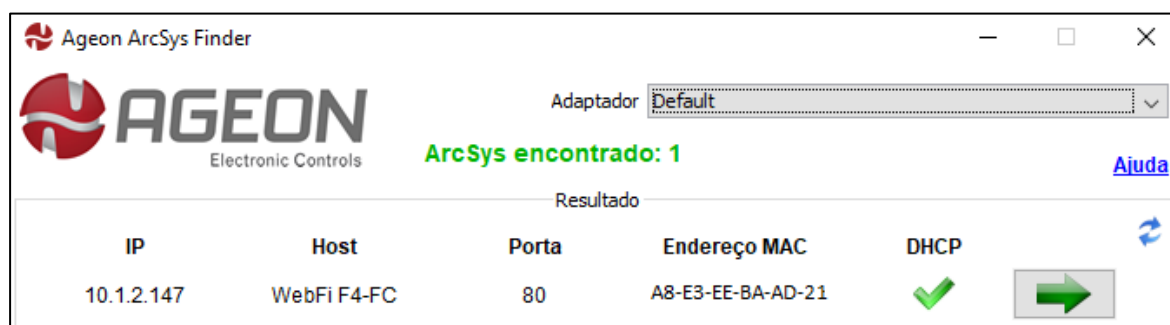 Ageon ArcSys Finder
AGEON
Electronic Controls
Adaptador Default
ArcSys encontrado: 1
Ajuda
Resultado
IP Host Porta Endereço MAC DHCP
10.1.2.147 WebFi F4-FC 80 A8-E3-EE-BA-AD-21